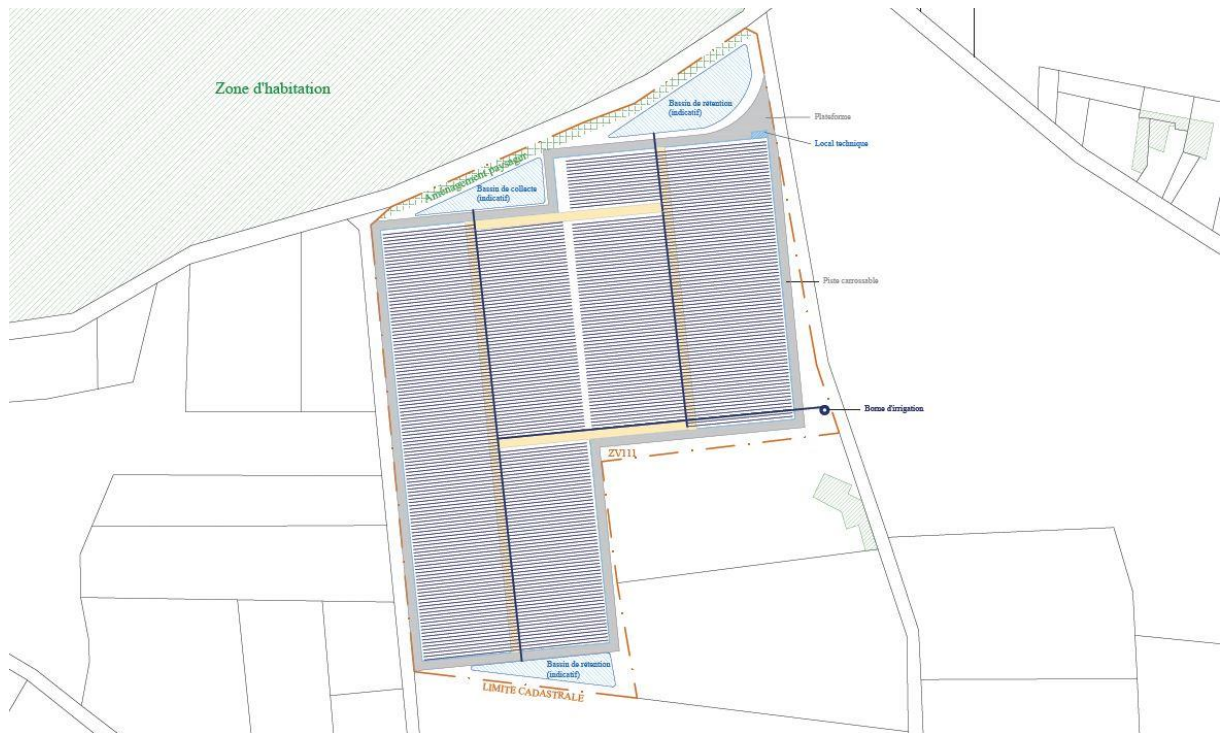 Zone d'habitation
Bassin de rétention
(indicatif)
Plateforme
Local technique
Aménagement paysager
Bassin de collecte
(indicatif)
Piste carrossable
Borne d'irrigation
ZV111
Bassin de rétention
(indicatif)
LIMITE CADASTRALE